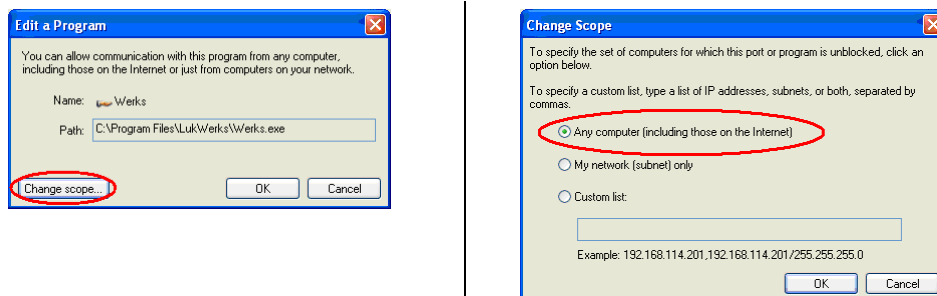 Edit a Program
You can allow communication with this program from any computer,
including those on the Internet or just from computers on your network.
Name: Werks
Path: C:\Program Files\LukWerks\Werks.exe
Change scope... OK Cancel
Change Scope
To specify the set of computers for which this port or program is unblocked, click an
option below.
To specify a custom list, type a list of IP addresses, subnets, or both, separated by
commas.
Any computer (including those on the Internet)
My network (subnet) only
Custom list:
Example: 192.168.114.201,192.168.114.201/255.255.255.0
OK Cancel